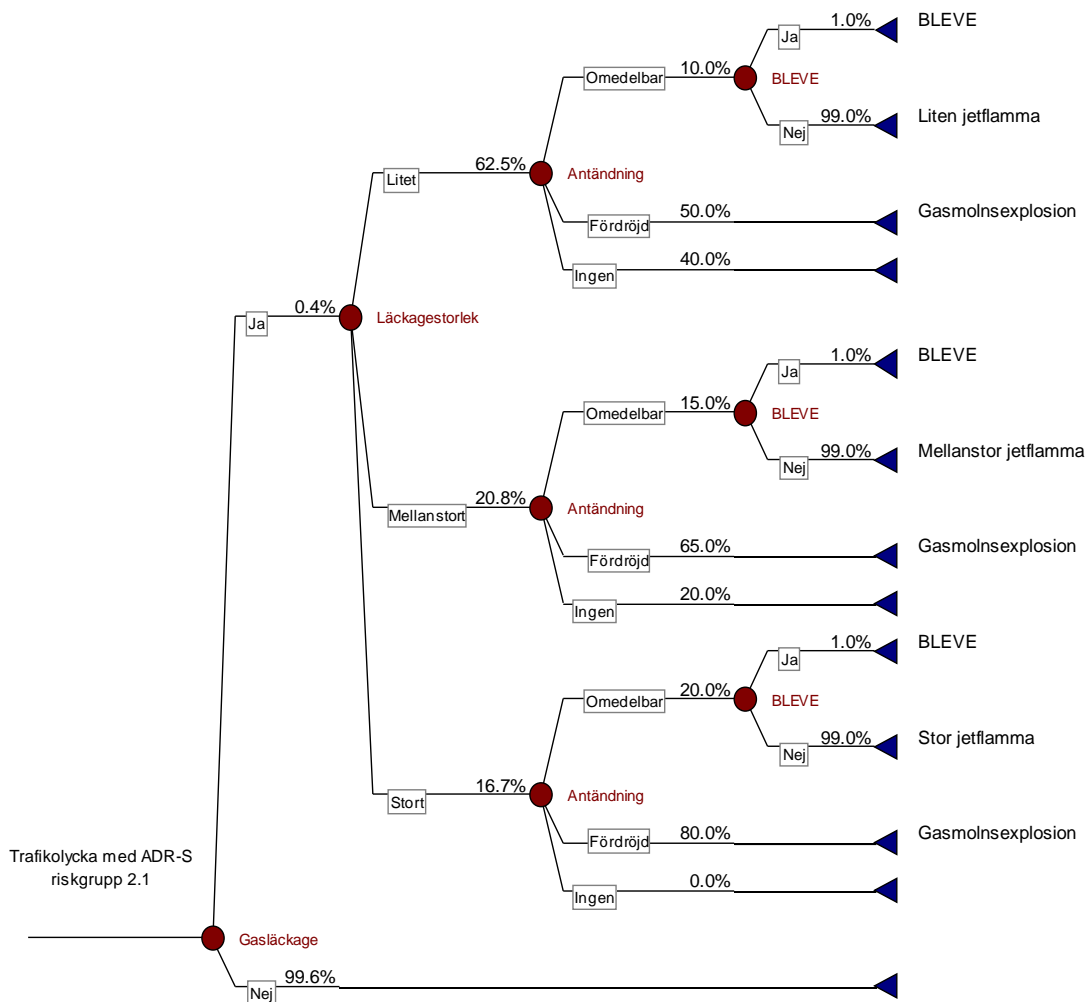 1.0%
BLEVE
Ja
Omedelbar
10.0%
BLEVE
Nej
99.0%
Liten jetflamma
Litet
62.5%
Antändning
Fördröjd
50.0%
Gasmolnsexplosion
Ingen
40.0%
Ja
0.4%
Läckagestorlek
Ja
1.0%
BLEVE
Omedelbar
15.0%
BLEVE
Nej
99.0%
Mellanstor jetflamma
Mellanstort
20.8%
Antändning
Fördröjd
65.0%
Gasmolnsexplosion
Ingen
20.0%
Ja
1.0%
BLEVE
Omedelbar
20.0%
BLEVE
Nej
99.0%
Stor jetflamma
Stort
16.7%
Antändning
Fördröjd
80.0%
Gasmolnsexplosion
Ingen
0.0%
Trafikolycka med ADR-S
riskgrupp 2.1
Gasläckage
Nej
99.6%